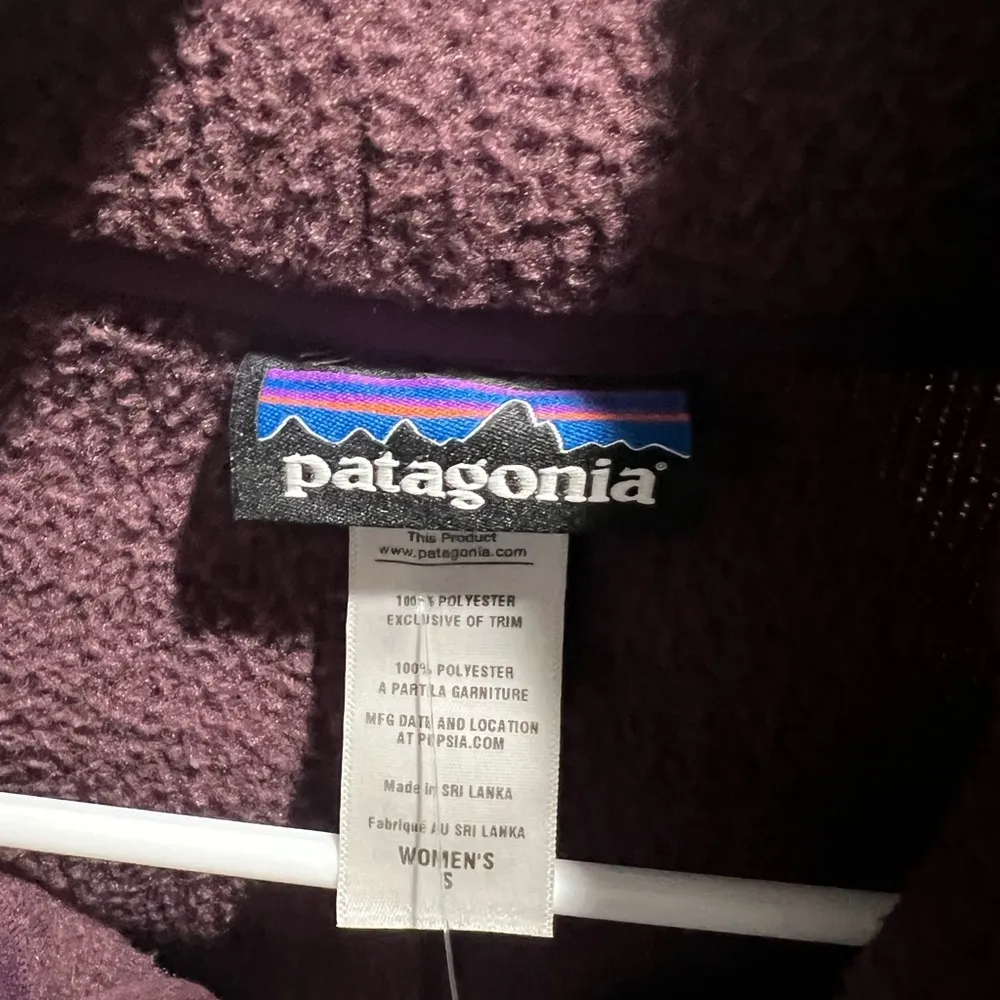 patagonia®
This Product
www.patagonia.com
100% POLYESTER
EXCLUSIVE OF TRIM
100% POLYESTER
A PART LA GARNITURE
MFG DATE AND LOCATION
AT PCPSIA.COM
Made in SRI LANKA
Fabriqué AU SRI LANKA
WOMEN'S
S